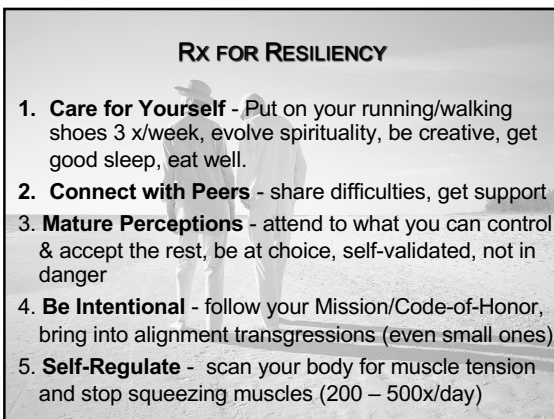 RX FOR RESILIENCY
1. Care for Yourself - Put on your running/walking
shoes 3 x/week, evolve spirituality, be creative, get
good sleep, eat well.
2. Connect with Peers - share difficulties, get support
3. Mature Perceptions - attend to what you can control
& accept the rest, be at choice, self-validated, not in
danger
4. Be Intentional - follow your Mission/Code-of-Honor,
bring into alignment transgressions (even small ones)
5. Self-Regulate - scan your body for muscle tension
and stop squeezing muscles (200 – 500x/day)